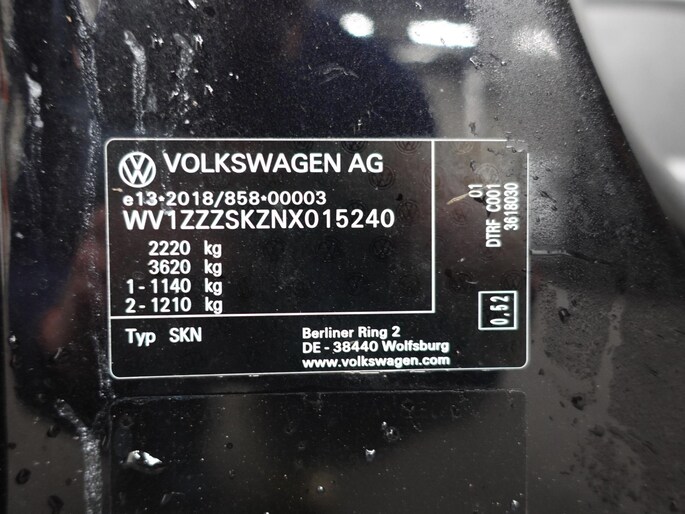 VOLKSWAGEN AG
e13*2018/858*00003
WV1ZZZSKZNX015240
2220 kg
3620 kg
1 - 1140 kg
2 - 1210 kg
Typ SKN
Berliner Ring 2
DE - 38440 Wolfsburg
www.volkswagen.com
01
DTRF C001
3618030
0,52